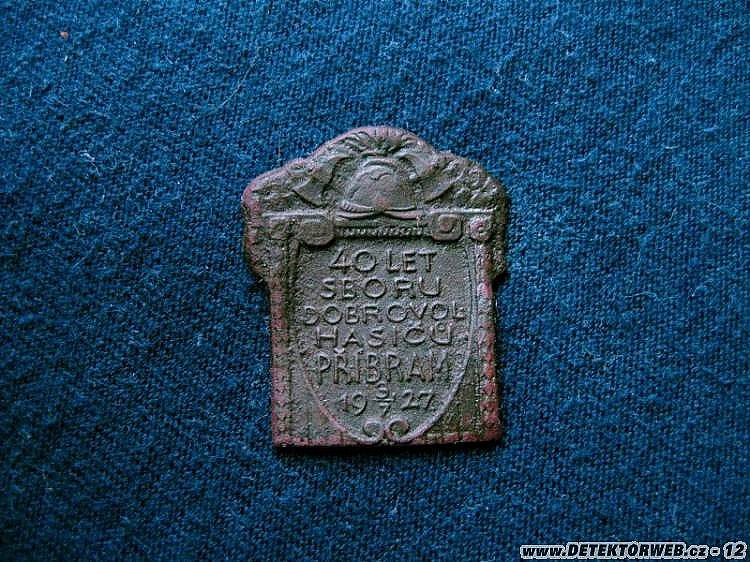 40 LET
SBORU
DOBROVOL
HASIČŮ
PŘÍBRAM
19 3/7 27
www.DETEKTORWEB.cz - 12